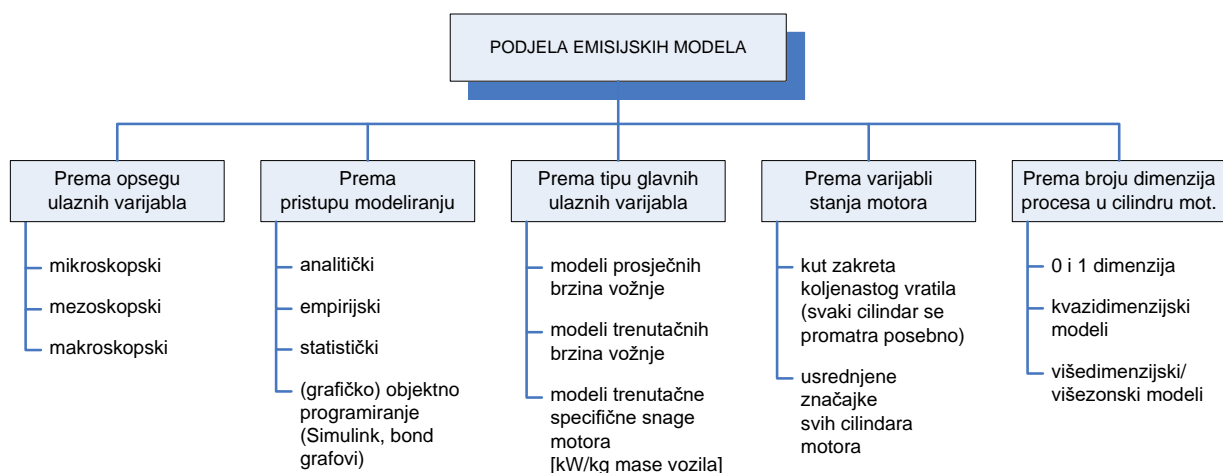 PODJELA EMISIJSKIH MODELA
Prema opsegu
ulaznih varijabla
mikroskopski
mezoskopski
makroskopski
Prema
pristupu modeliranju
analitički
empirijski
statistički
(grafičko) objektno
programiranje
(Simulink, bond
grafovi)
Prema tipu glavnih
ulaznih varijabla
modeli prosječnih
brzina vožnje
modeli trenutačnih
brzina vožnje
modeli trenutačne
specifične snage
motora
[kW/kg mase vozila]
Prema varijabli
stanja motora
kut zakreta
koljenastog vratila
(svaki cilindar se
promatra posebno)
usrednjene
značajke
svih cilindara
motora
Prema broju dimenzija
procesa u cilindru mot.
0 i 1 dimenzija
kvazidimenzijski
modeli
višedimenzijski/
višezonski modeli